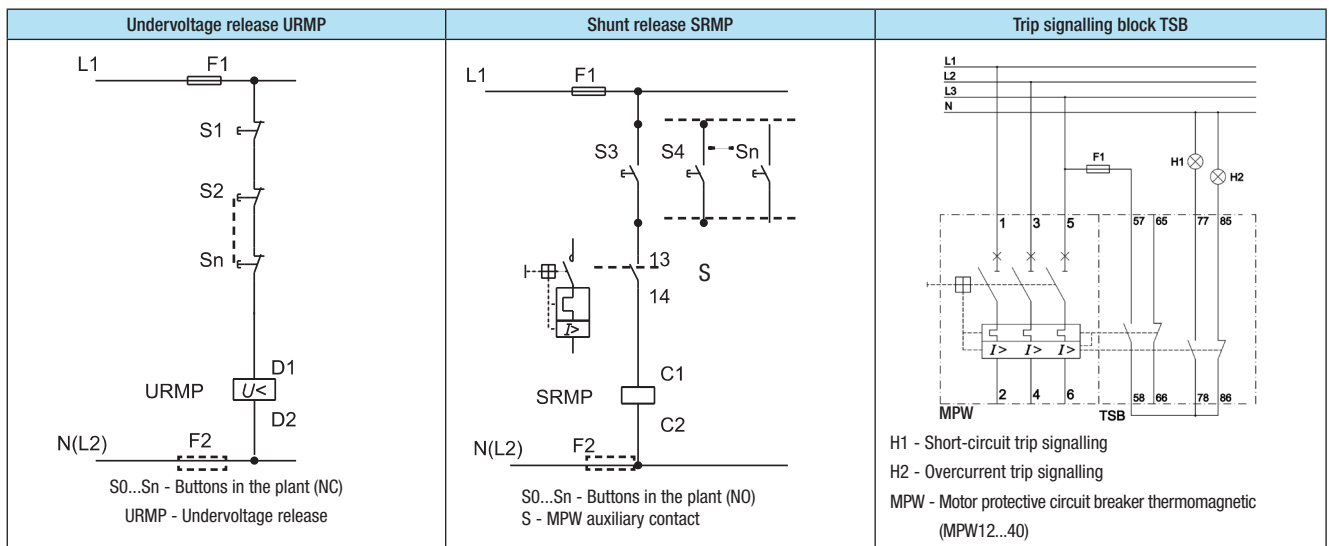 Undervoltage release URMP
L1
F1
S1
S2
Sn
D1
URMP
U<
D2
N(L2)
F2
S0...Sn - Buttons in the plant (NC)
URMP - Undervoltage release
Shunt release SRMP
L1
F1
S3
S4
Sn
13
S
14
I>
C1
SRMP
C2
N(L2)
F2
S0...Sn - Buttons in the plant (NO)
S - MPW auxiliary contact
Trip signalling block TSB
L1
L2
L3
N
F1
H1
H2
1 3 5 57 65 77 85
I> I> I>
2 4 6 58 66 78 86
MPW
TSB
H1 - Short-circuit trip signalling
H2 - Overcurrent trip signalling
MPW - Motor protective circuit breaker thermomagnetic
(MPW12...40)